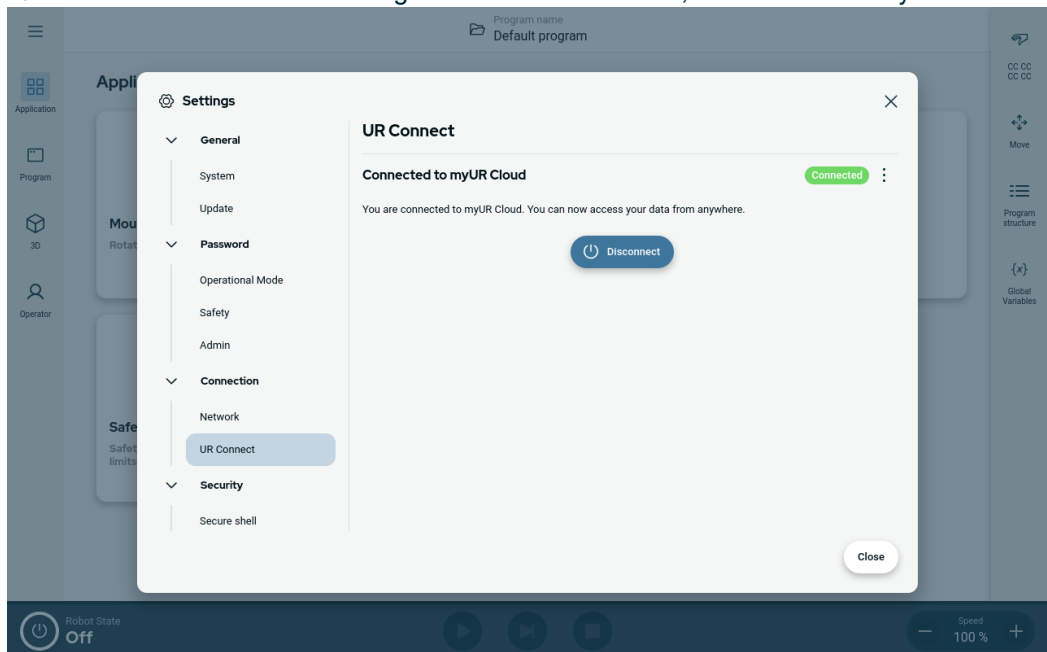 Program name
Default program
Application
Program
3D
Operator
Appli
Mou
Rotat
Safe
Safet
limits
Settings
General
System
Update
Password
Operational Mode
Safety
Admin
Connection
Network
UR Connect
Security
Secure shell
UR Connect
Connected to myUR Cloud
Connected
You are connected to myUR Cloud. You can now access your data from anywhere.
Disconnect
Close
CC CC
CC CC
Move
Program
structure
{x}
Global
Variables
Robot State
Off
Speed
100 %